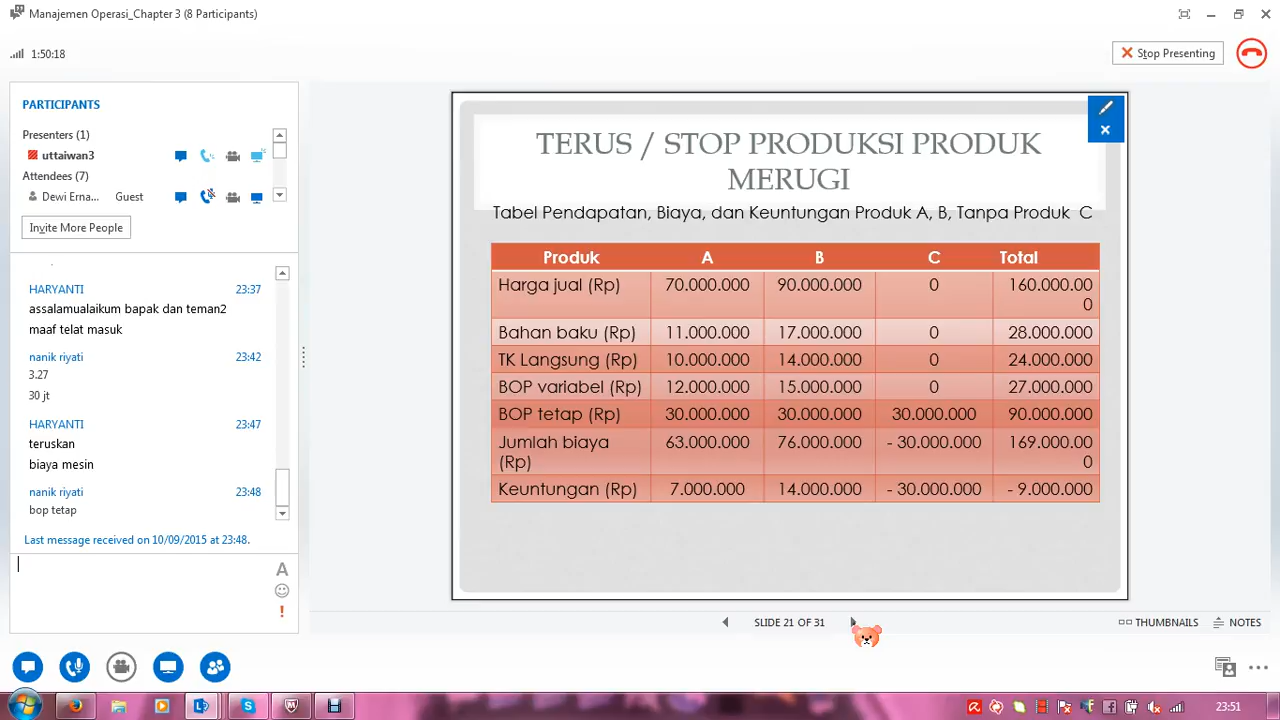 Manajemen Operasi_Chapter 3 (8 Participants)
1:50:18
Stop Presenting
PARTICIPANTS
Presenters (1)
uttaiwan3
Attendees (7)
Dewi Erna... Guest
Invite More People
HARYANTI 23:37
assalamualaikum bapak dan teman2
maaf telat masuk
nanik riyati 23:42
3.27
30 jt
HARYANTI 23:47
teruskan
biaya mesin
nanik riyati 23:48
bop tetap
Last message received on 10/09/2015 at 23:48.
A
TERUS / STOP PRODUKSI PRODUK
MERUGI
Tabel Pendapatan, Biaya, dan Keuntungan Produk A, B, Tanpa Produk C
Produk A B C Total
Harga jual (Rp) 70.000.000 90.000.000 0 160.000.00
0
Bahan baku (Rp) 11.000.000 17.000.000 0 28.000.000
TK Langsung (Rp) 10.000.000 14.000.000 0 24.000.000
BOP variabel (Rp) 12.000.000 15.000.000 0 27.000.000
BOP tetap (Rp) 30.000.000 30.000.000 30.000.000 90.000.000
Jumlah biaya 63.000.000 76.000.000 - 30.000.000 169.000.00
(Rp) 0
Keuntungan (Rp) 7.000.000 14.000.000 - 30.000.000 - 9.000.000
SLIDE 21 OF 31
THUMBNAILS
NOTES
23:51